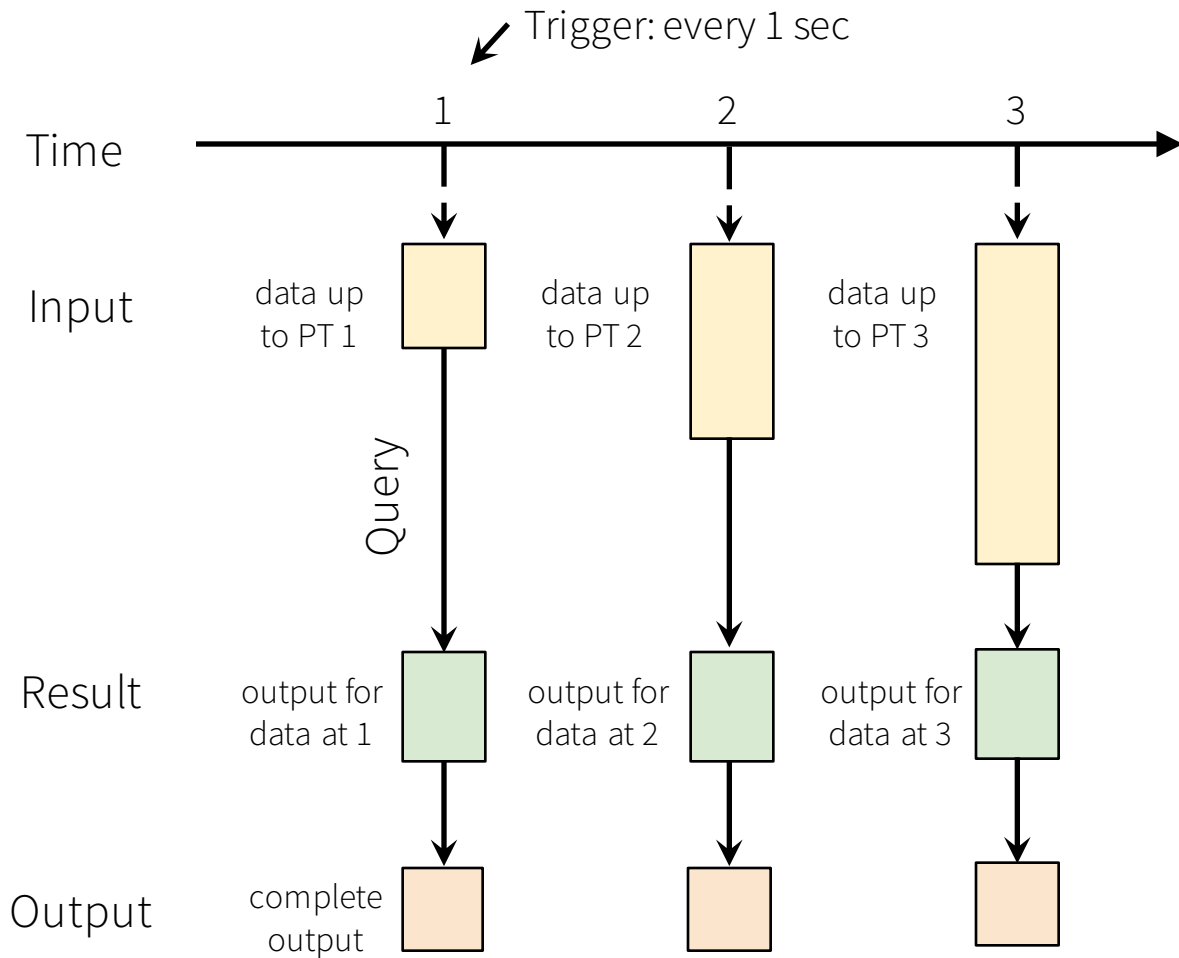 Trigger: every 1 sec
1
2
3
Time
Input
data up
to PT 1
data up
to PT 2
data up
to PT 3
Query
Result
output for
data at 1
output for
data at 2
output for
data at 3
Output
complete
output